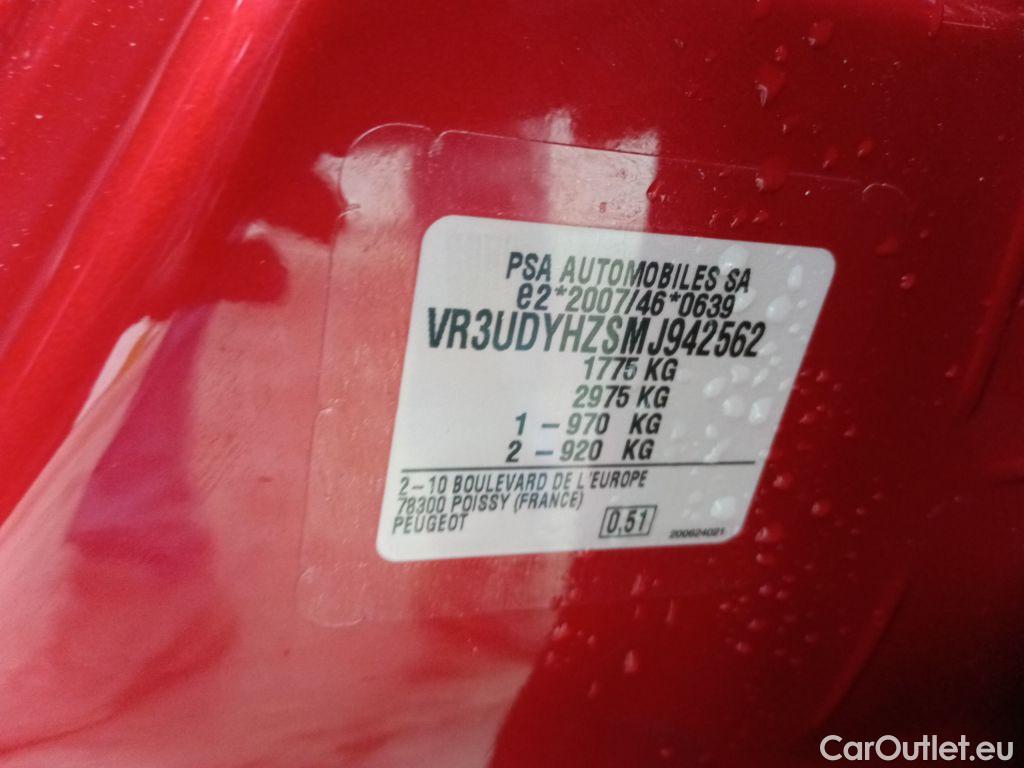 PSA AUTOMOBILES SA
e2*2007/46*0639
VR3UDYHZSMJ942562
1775 KG
2975 KG
1 – 970 KG
2 – 920 KG
2–10 BOULEVARD DE L'EUROPE
78300 POISSY (FRANCE)
PEUGEOT
0,51
200624021
CarOutlet.eu